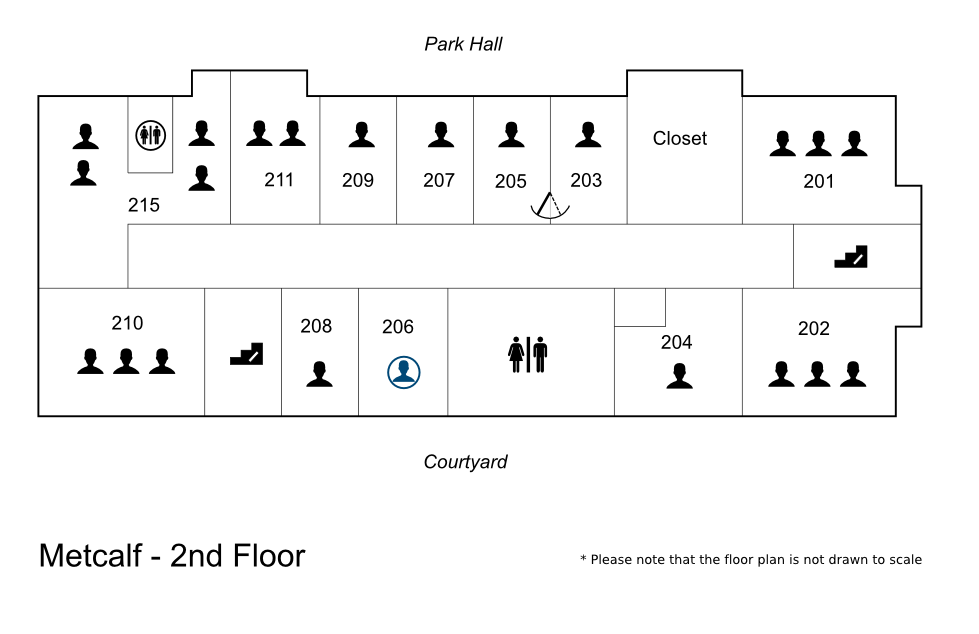 Park Hall
Closet
211
209
207
205
203
201
215
210
208
206
204
202
Courtyard
Metcalf - 2nd Floor
* Please note that the floor plan is not drawn to scale